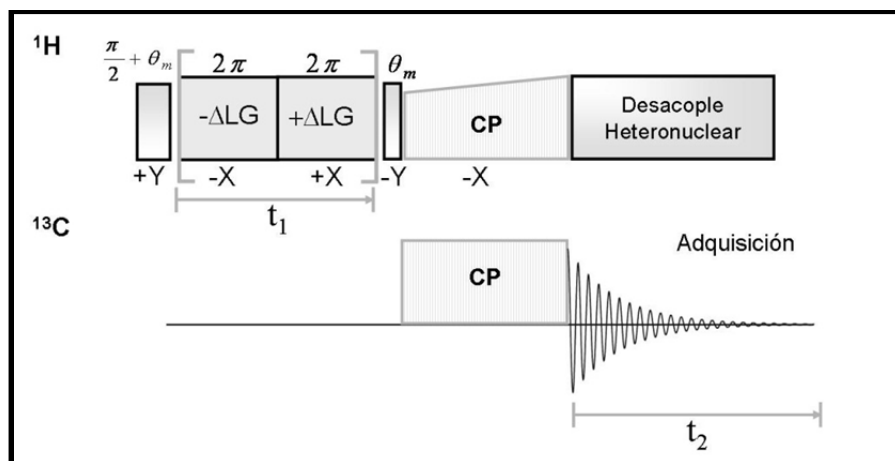 ¹H
π/2 + θₘ
2π 2π
θₘ
-ΔLG +ΔLG
CP
Desacople
Heteronuclear
+Y -X +X -Y -X
t₁
¹³C
CP
Adquisición
t₂